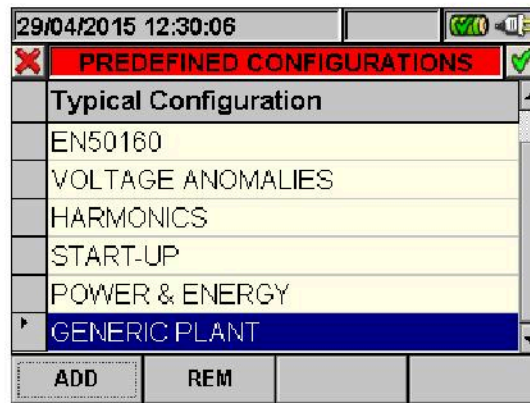 29/04/2015 12:30:06
PREDEFINED CONFIGURATIONS
Typical Configuration
EN50160
VOLTAGE ANOMALIES
HARMONICS
START-UP
POWER & ENERGY
GENERIC PLANT
ADD REM